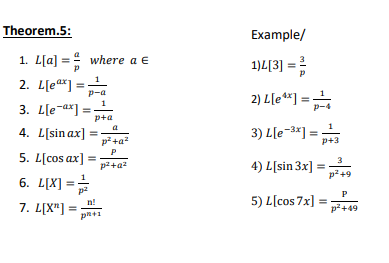 Theorem.5:
1. Ł[a] = a/p where a ∈
2. Ł[e^{ax}] = 1/(p−a)
3. Ł[e^{−ax}] = 1/(p+a)
4. Ł[sin ax] = a/(p²+a²)
5. Ł[cos ax] = P/(p²+a²)
6. Ł[X] = 1/p²
7. Ł[Xⁿ] = n!/p^{n+1}
Example/
1)Ł[3] = 3/p
2) Ł[e^{4x}] = 1/(p−4)
3) Ł[e^{−3x}] = 1/(p+3)
4) Ł[sin 3x] = 3/(p²+9)
5) Ł[cos 7x] = P/(p²+49)